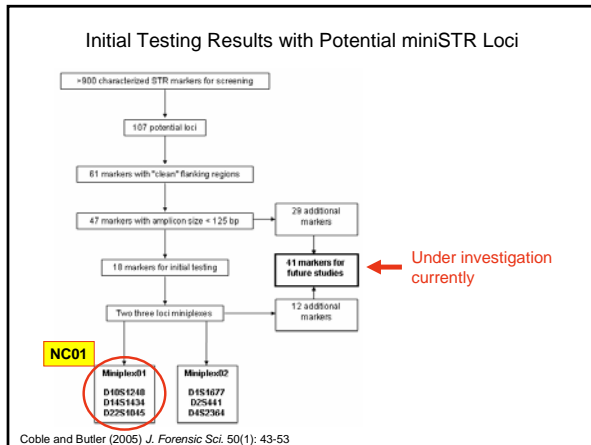 Initial Testing Results with Potential miniSTR Loci
>900 characterized STR markers for screening
107 potential loci
61 markers with "clean" flanking regions
47 markers with amplicon size < 125 bp
29 additional
markers
18 markers for initial testing
41 markers for
future studies
Under investigation
currently
Two three loci miniplexes
12 additional
markers
NC01
Miniplex01
D10S1248
D14S1434
D22S1045
Miniplex02
D1S1677
D2S441
D4S2364
Coble and Butler (2005) J. Forensic Sci. 50(1): 43-53